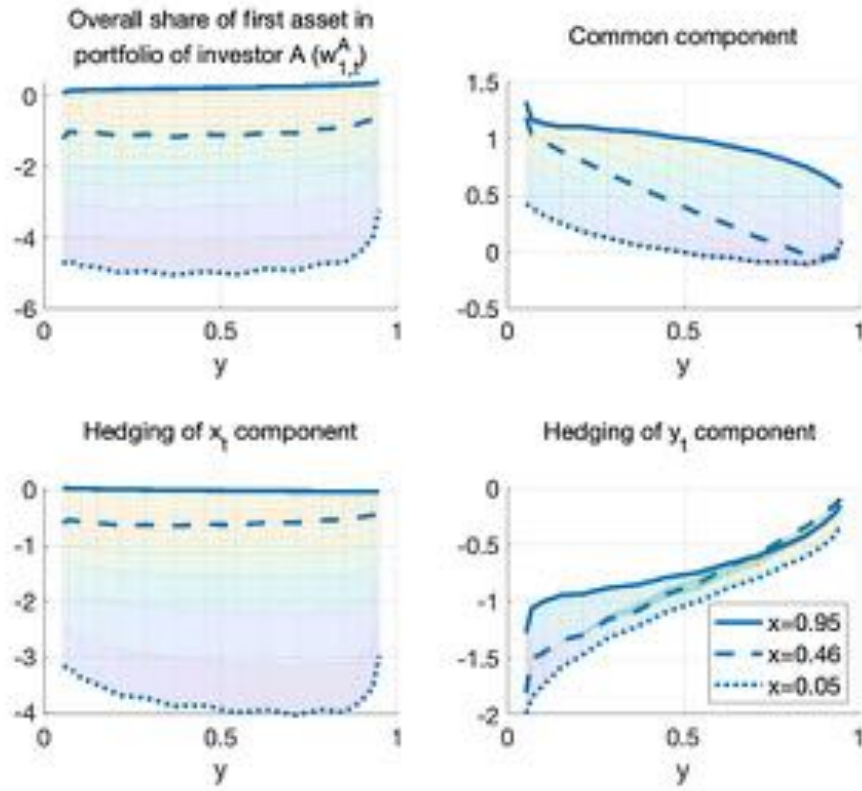 Overall share of first asset in
portfolio of investor A (w^A_{1,t})
0
-2
-4
-6
0 0.5 1
y
Common component
1.5
1
0.5
0
-0.5
0 0.5 1
y
Hedging of x_t component
0
-1
-2
-3
-4
0 0.5 1
y
Hedging of y_t component
0
-0.5
-1
-1.5
-2
x=0.95
x=0.46
x=0.05
0 0.5 1
y